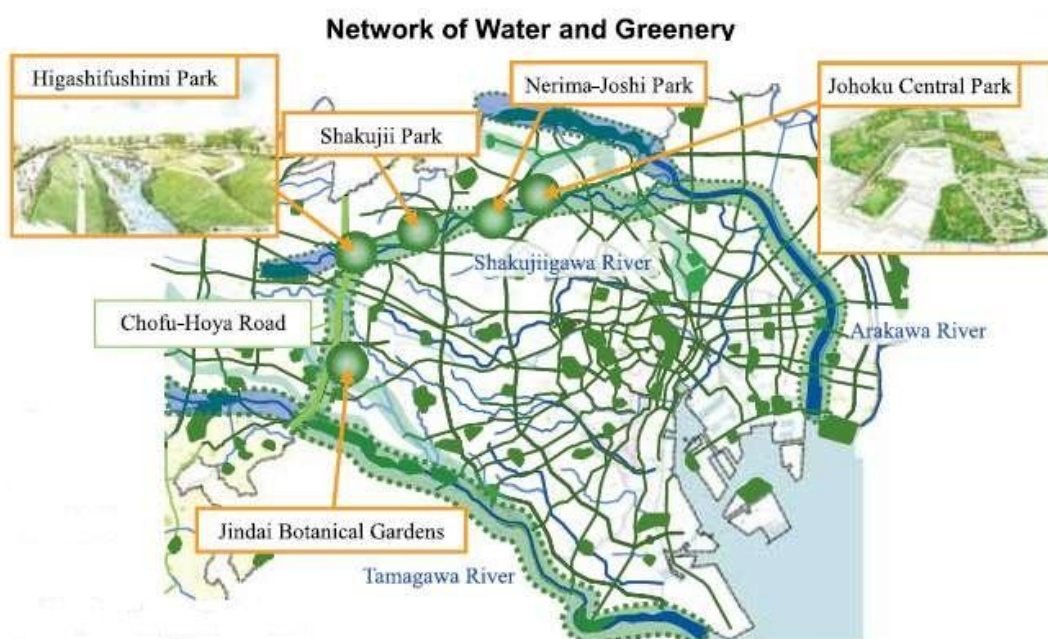 Network of Water and Greenery
Higashifushimi Park
Nerima-Joshi Park
Johoku Central Park
Shakujii Park
Shakujiigawa River
Chofu-Hoya Road
Arakawa River
Jindai Botanical Gardens
Tamagawa River